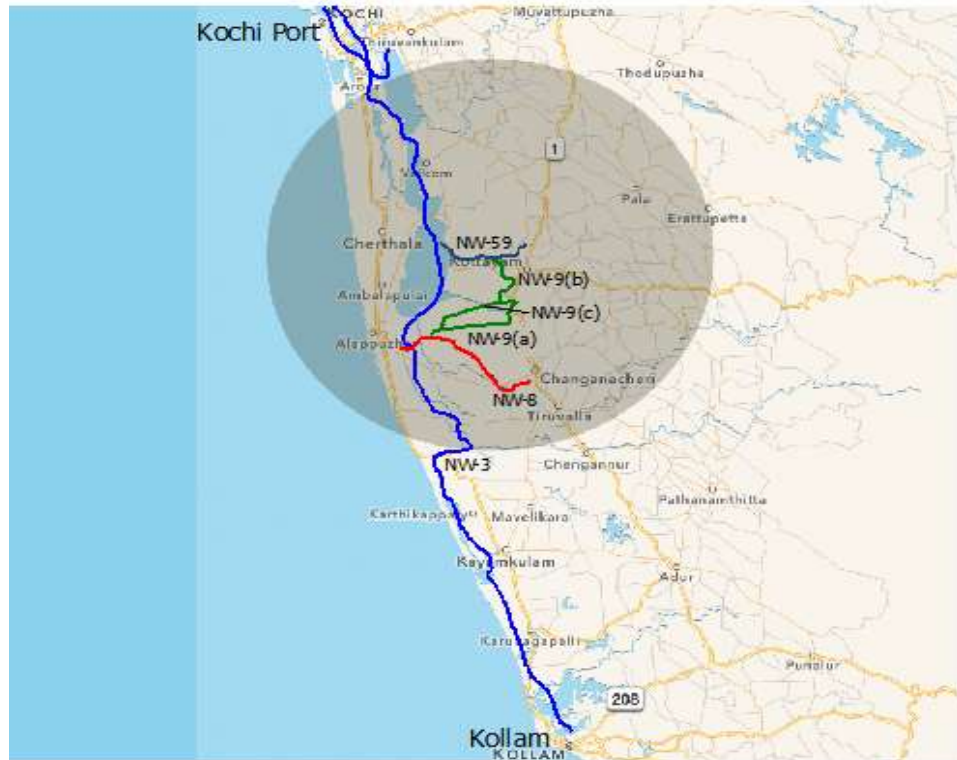 KOCHI
Muvattupuzha
Kochi Port
Thiruvankulam
Thodupuzha
Aroor
1
Vaikom
Pala
Erattupetta
Cherthala
NW-59
Kottayam
NW-9(b)
Ambalapuzha
NW-9(c)
Alappuzha
NW-9(a)
Changanacheri
NW-8
Tiruvalla
NW-3
Chengannur
Pathanamthitta
Karthikappally
Mavelikara
Kayamkulam
Adur
Karunagapalli
Punalur
208
Kollam
KOLLAM